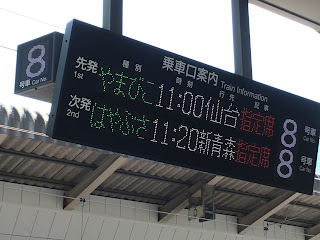 8
号車
Car No.
乗車口案内
Train Information
種別 時刻 行先 記事
先発 やまびこ 11:00 仙台 指定席 8 号車
1st Car No.
次発 はやぶさ 11:20 新青森 指定席 8 号車
2nd Car No.